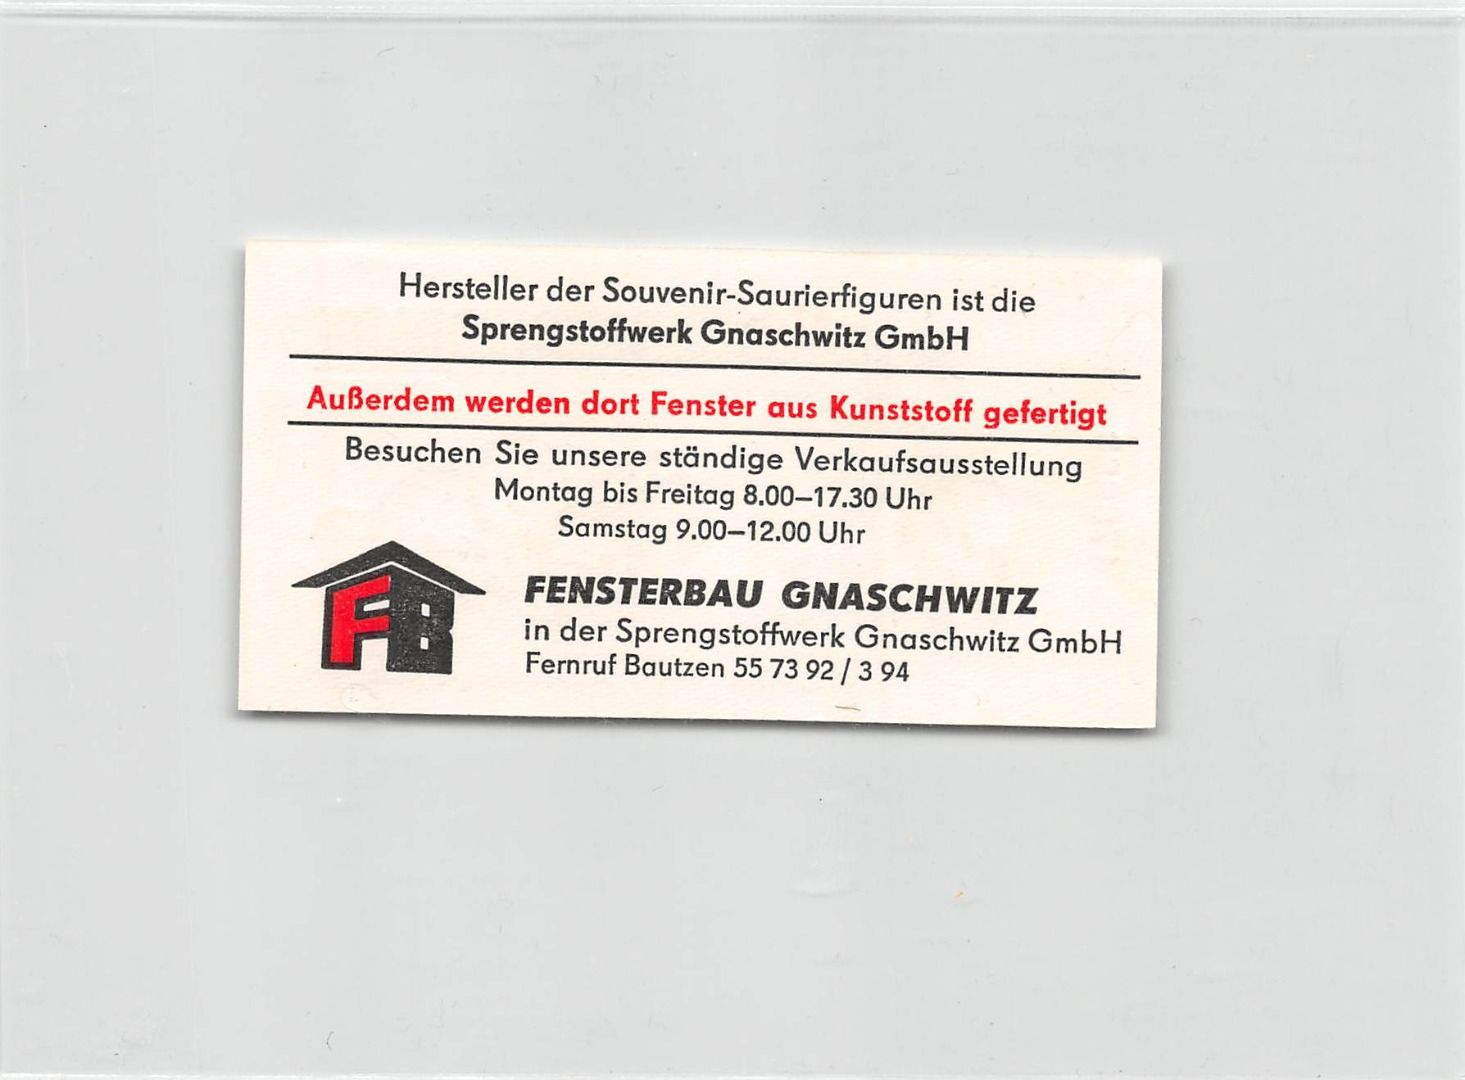 Hersteller der Souvenir-Saurierfiguren ist die
Sprengstoffwerk Gnaschwitz GmbH
Außerdem werden dort Fenster aus Kunststoff gefertigt
Besuchen Sie unsere ständige Verkaufsausstellung
Montag bis Freitag 8.00–17.30 Uhr
Samstag 9.00–12.00 Uhr
FB
FENSTERBAU GNASCHWITZ
in der Sprengstoffwerk Gnaschwitz GmbH
Fernruf Bautzen 55 73 92 / 3 94